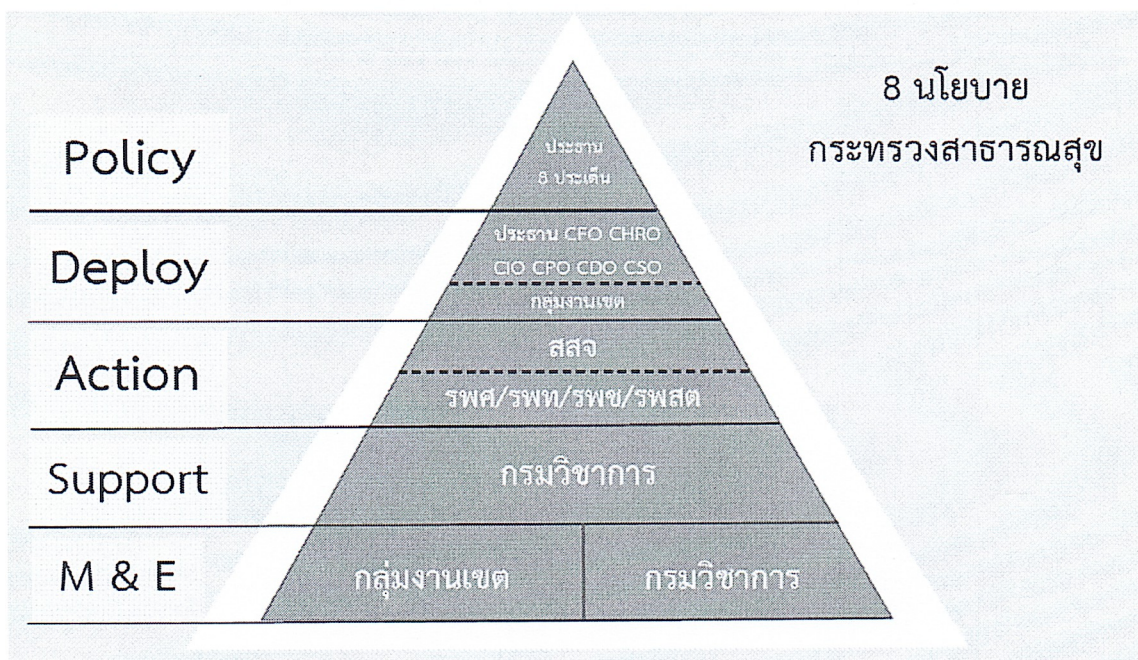 8 นโยบาย
กระทรวงสาธารณสุข
Policy
ประธาน
8 ประเด็น
Deploy
ประธาน CFO CHRO
CIO CPO CDO CSO
กลุ่มงานเขต
Action
สสจ
รพศ/รพท/รพช/รพสต
Support
กรมวิชาการ
M & E
กลุ่มงานเขต
กรมวิชาการ